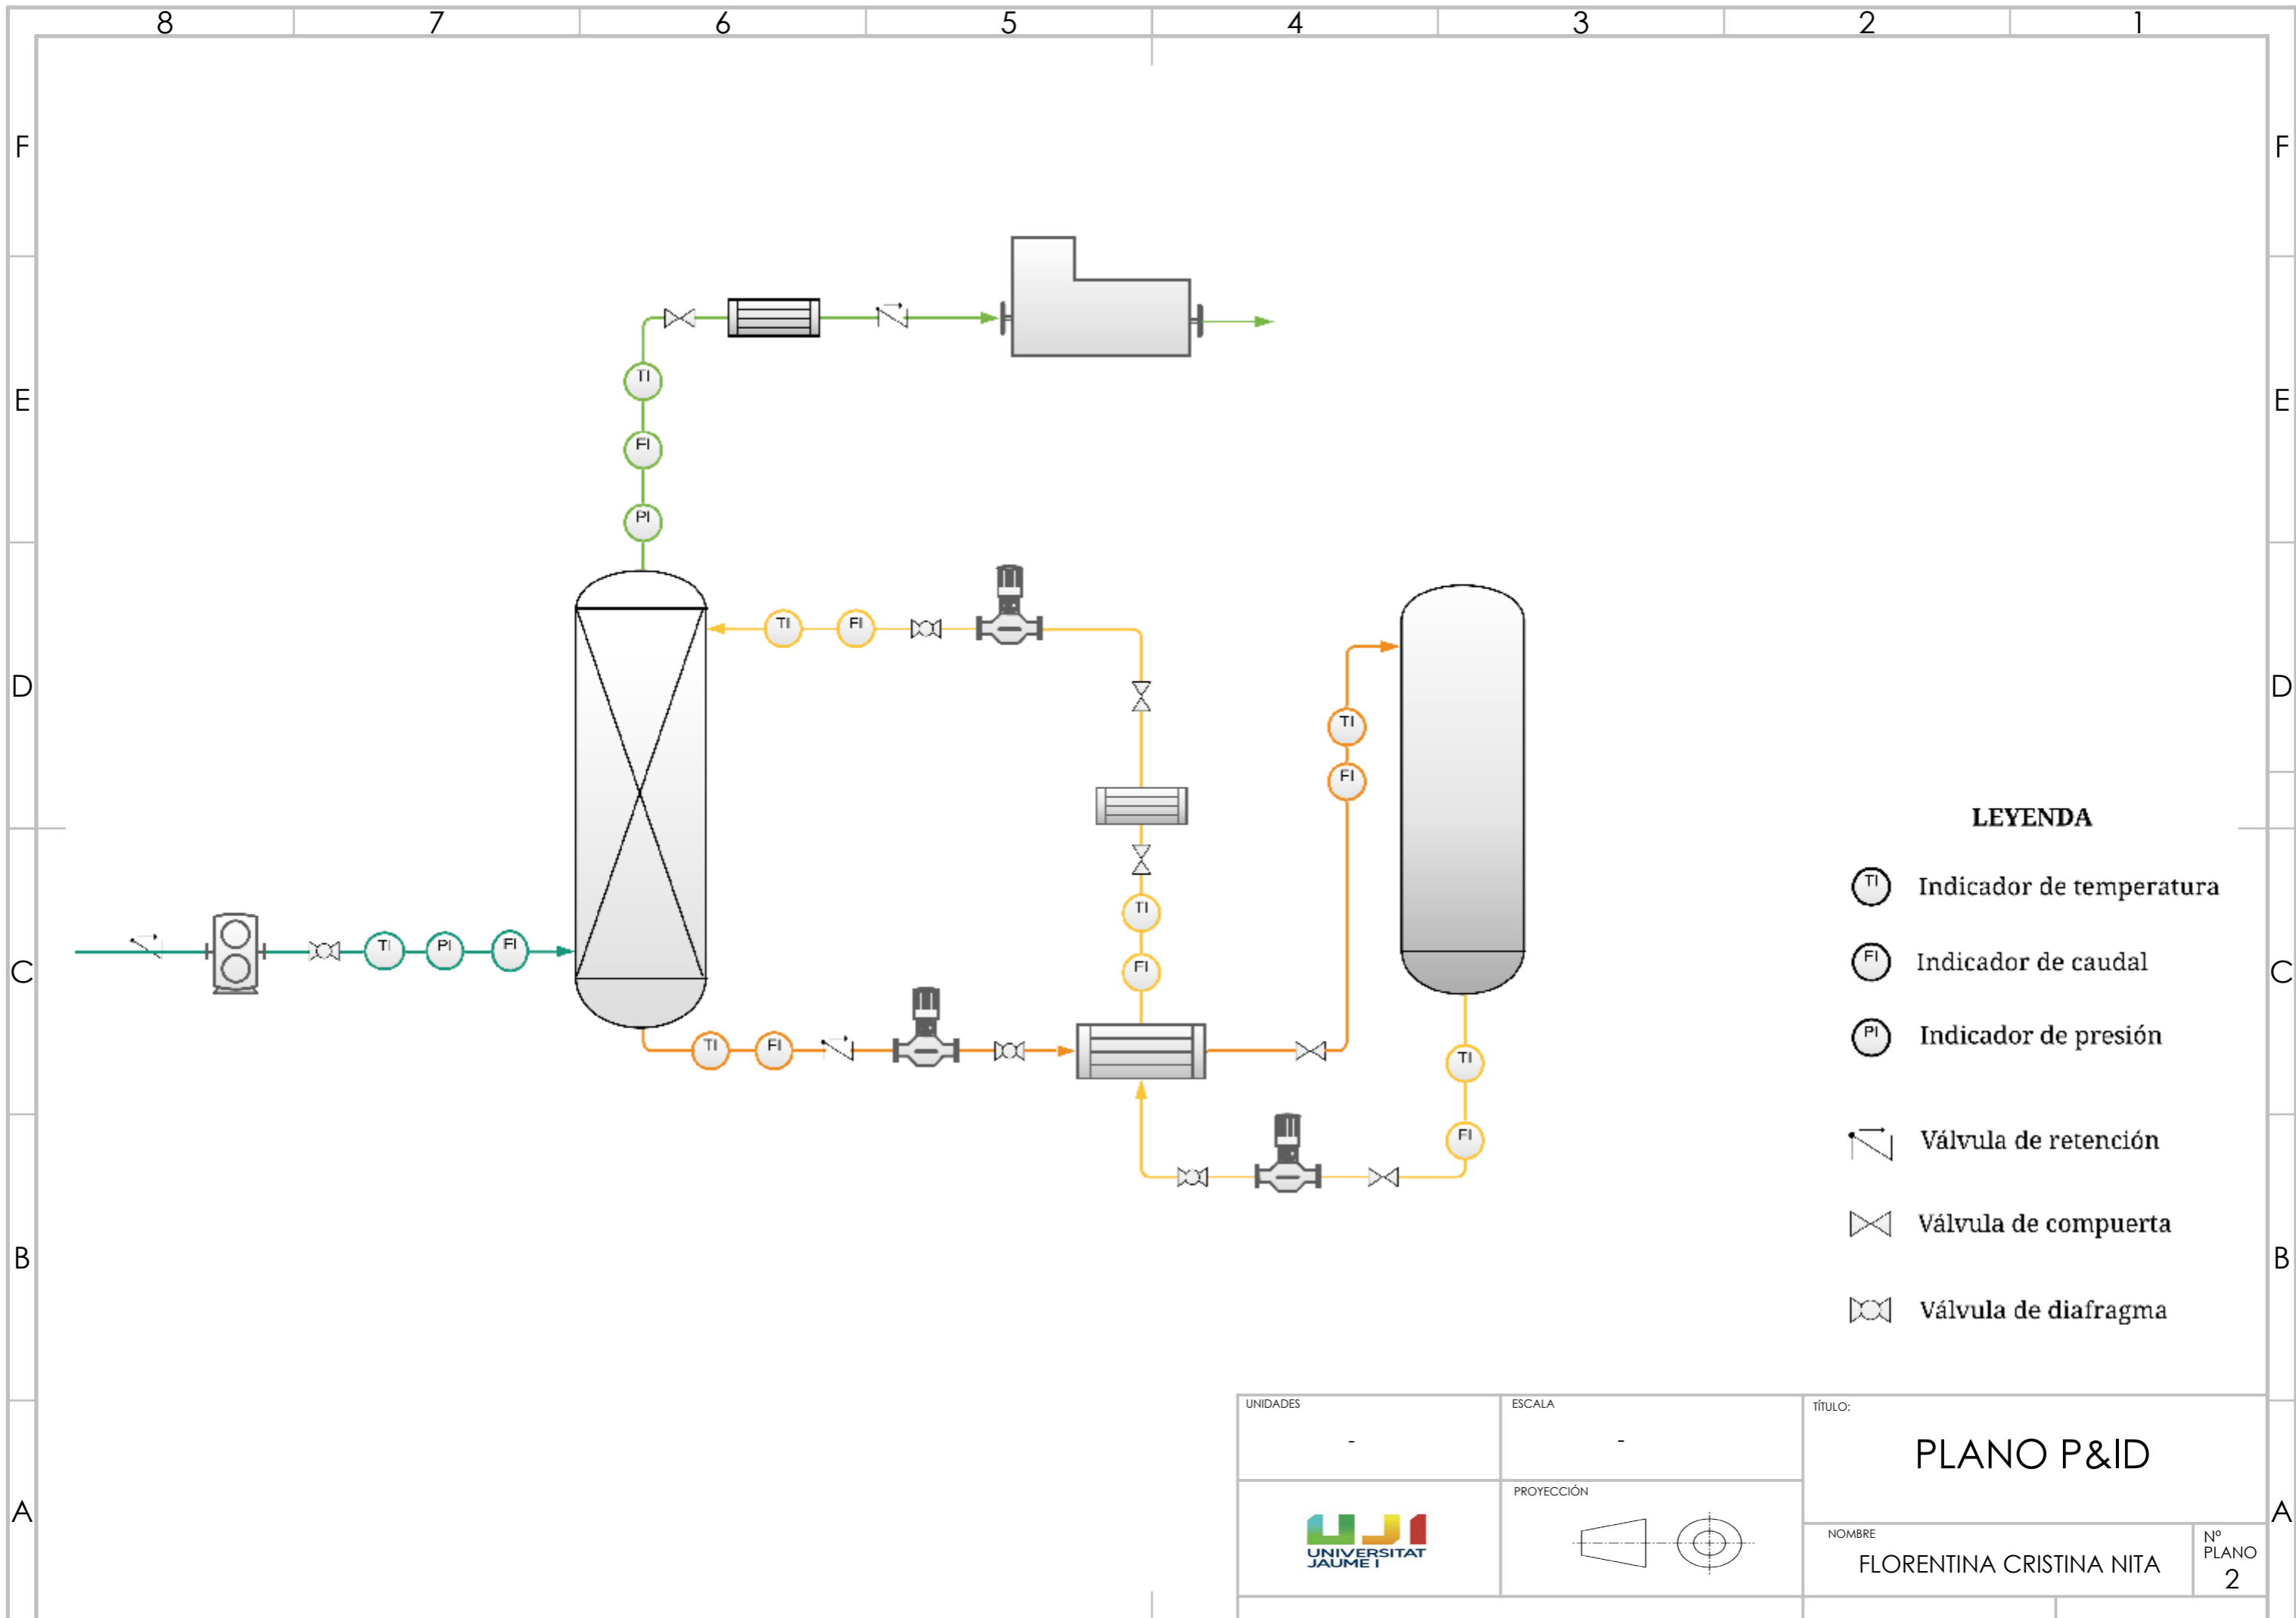 8 7 6 5 4 3 2 1
F F
E E
D D
C C
B B
A A
TI
FI
PI
TI FI
TI
FI
TI
FI
TI PI FI
TI FI
TI
FI
LEYENDA
TI Indicador de temperatura
FI Indicador de caudal
PI Indicador de presión
Válvula de retención
Válvula de compuerta
Válvula de diafragma
UNIDADES
-
ESCALA
-
TÍTULO:
PLANO P&ID
UNIVERSITAT
JAUME I
PROYECCIÓN
NOMBRE
FLORENTINA CRISTINA NITA
Nº
PLANO
2